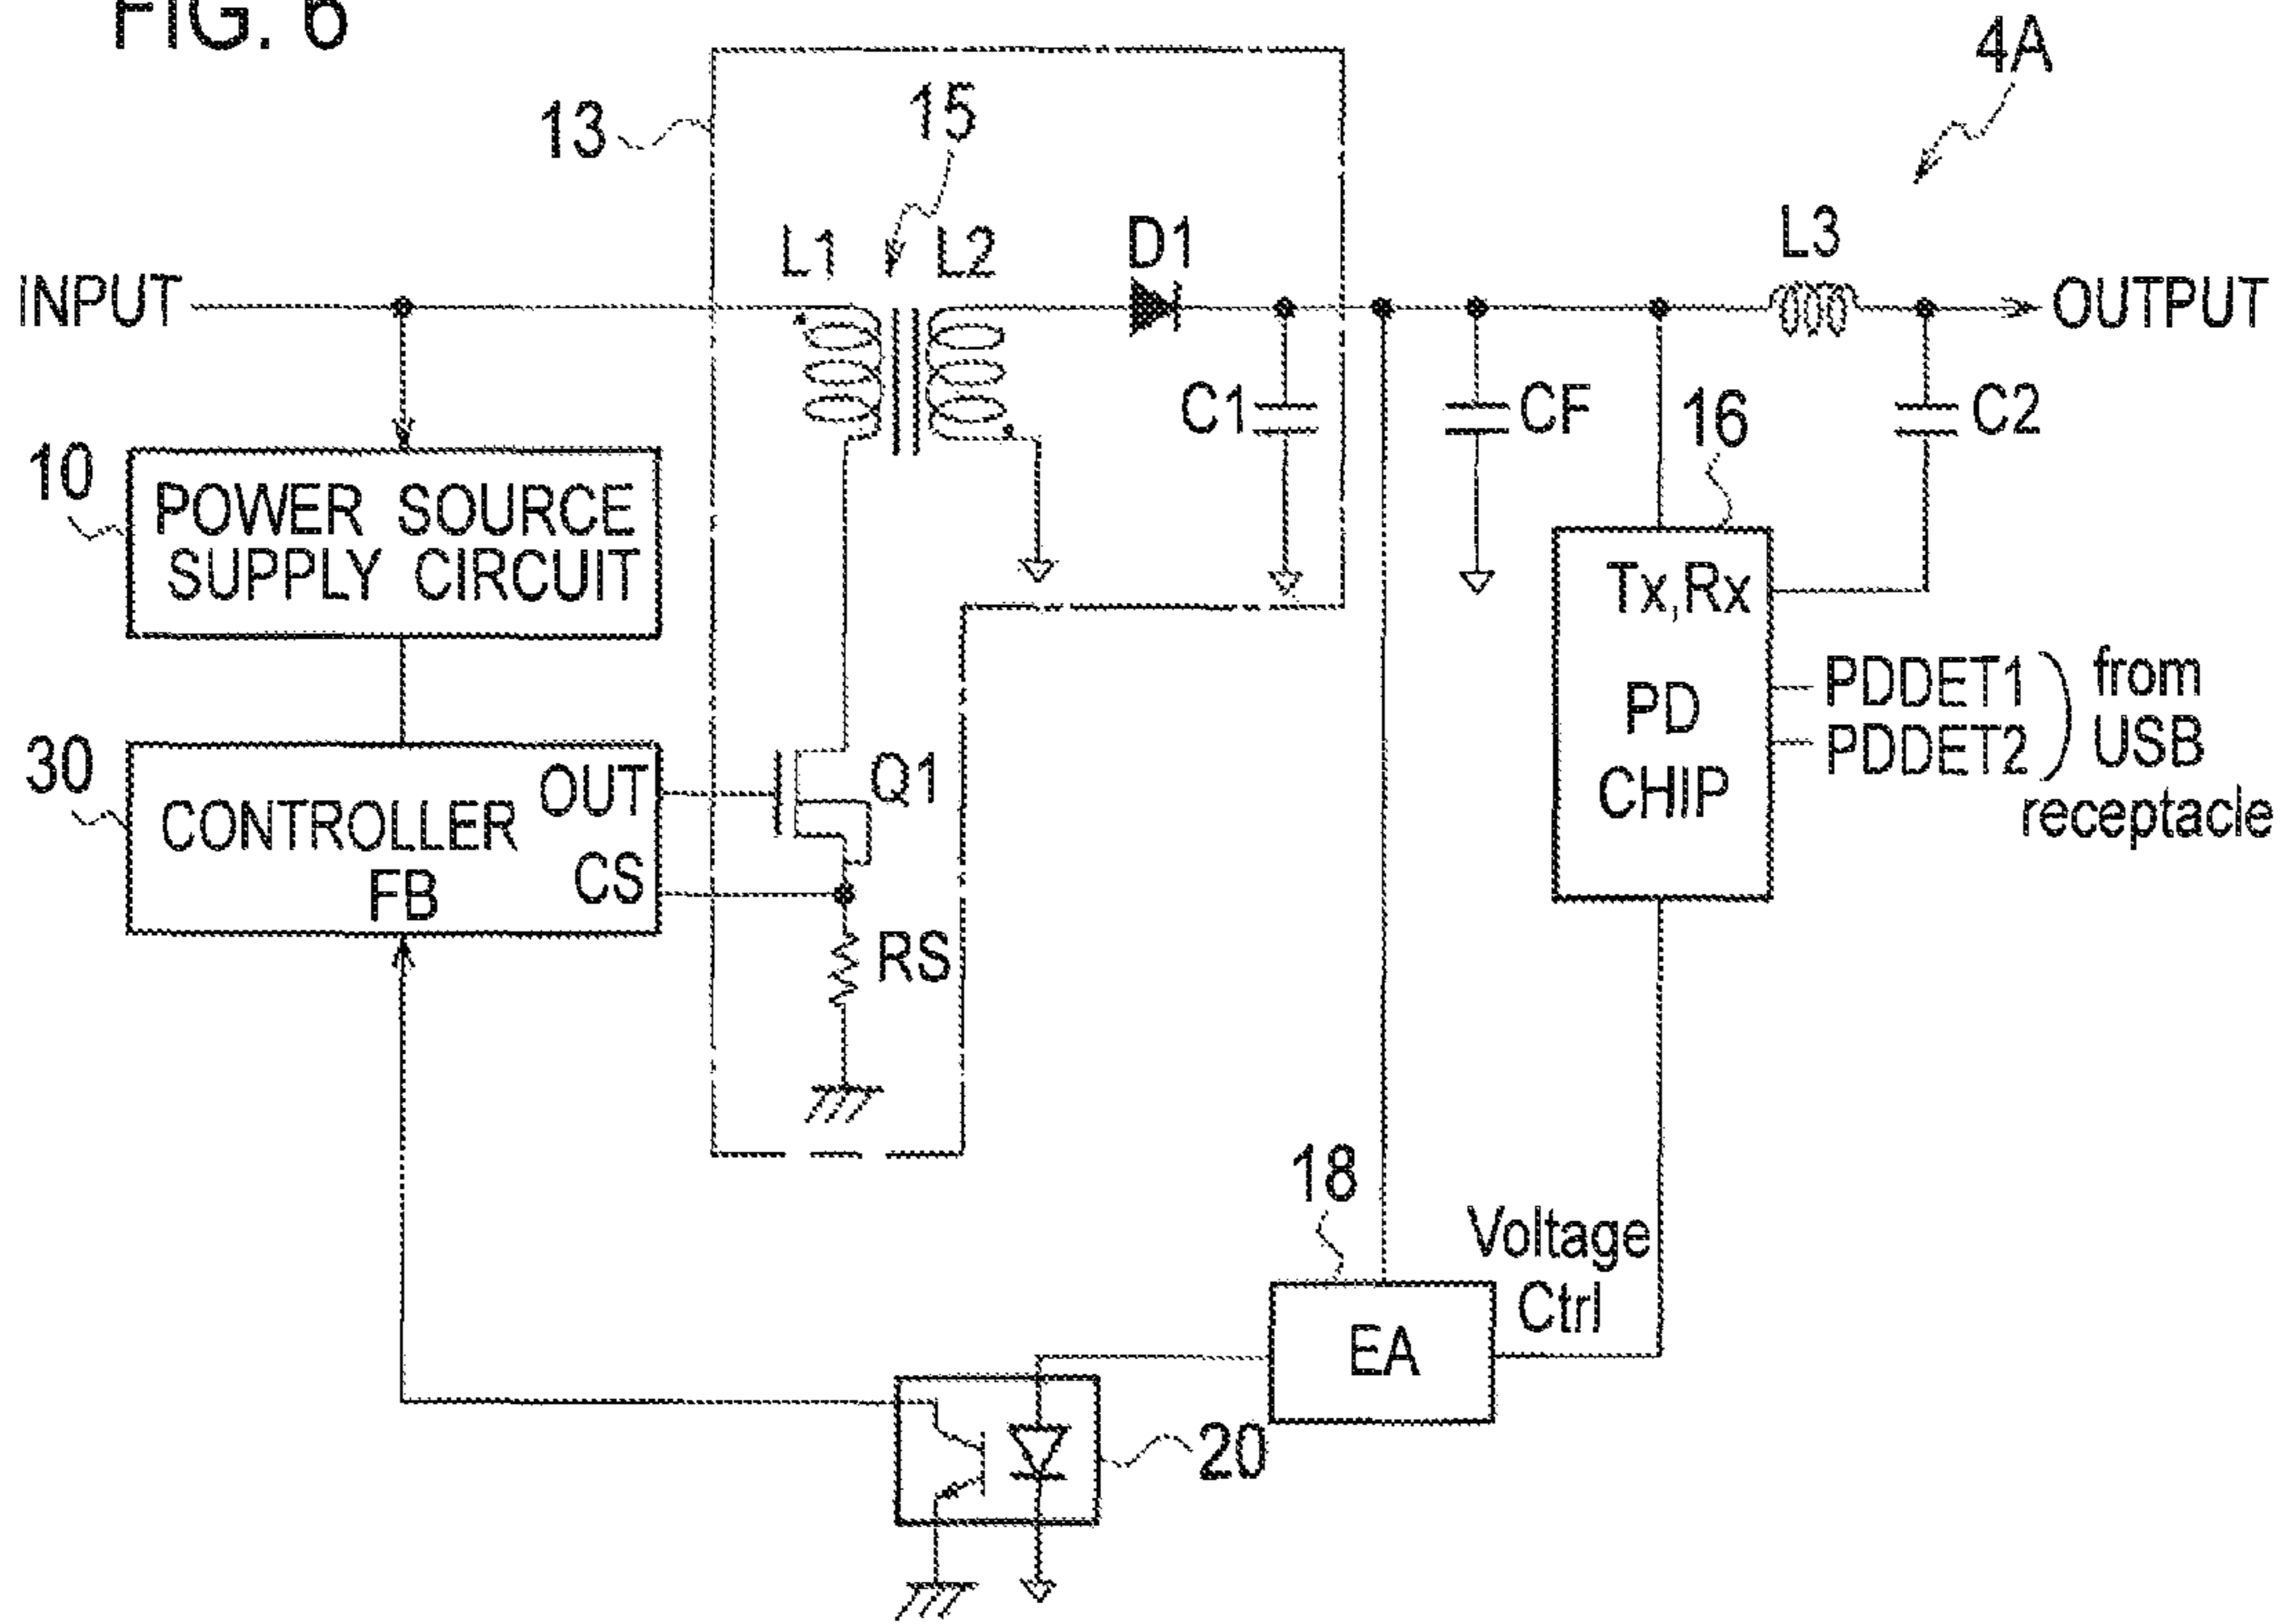 FIG. 6
4A
13
15
L1
L2
D1
L3
INPUT
OUTPUT
C1
CF
16
C2
10
POWER SOURCE
SUPPLY CIRCUIT
Tx,Rx
PD
CHIP
PDDET1
PDDET2
from
USB
receptacle
30
CONTROLLER
OUT
CS
FB
Q1
RS
18
Voltage
Ctrl
EA
20